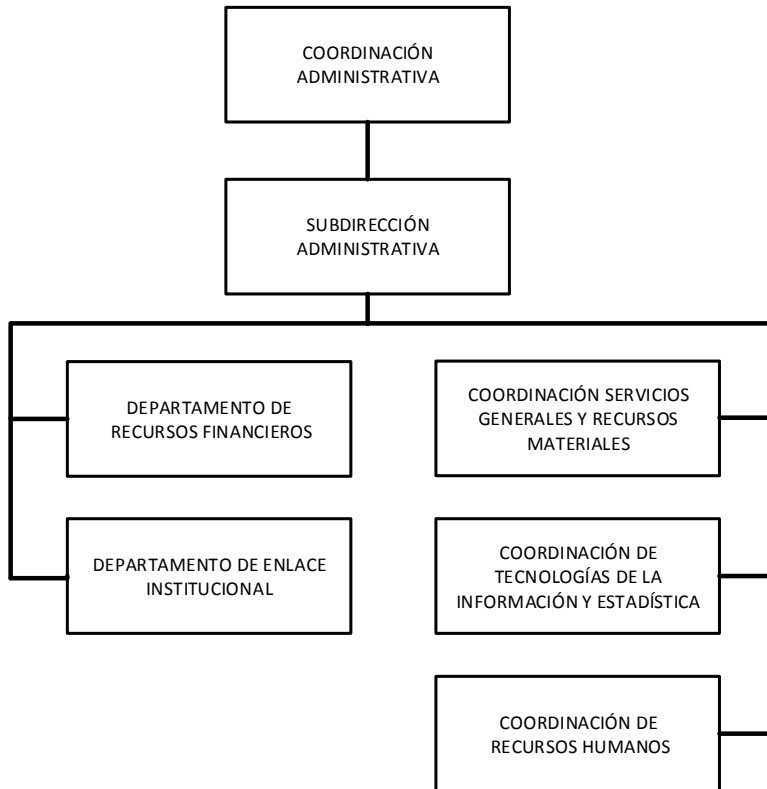 COORDINACIÓN
ADMINISTRATIVA
SUBDIRECCIÓN
ADMINISTRATIVA
DEPARTAMENTO DE
RECURSOS FINANCIEROS
COORDINACIÓN SERVICIOS
GENERALES Y RECURSOS
MATERIALES
DEPARTAMENTO DE ENLACE
INSTITUCIONAL
COORDINACIÓN DE
TECNOLOGÍAS DE LA
INFORMACIÓN Y ESTADÍSTICA
COORDINACIÓN DE
RECURSOS HUMANOS